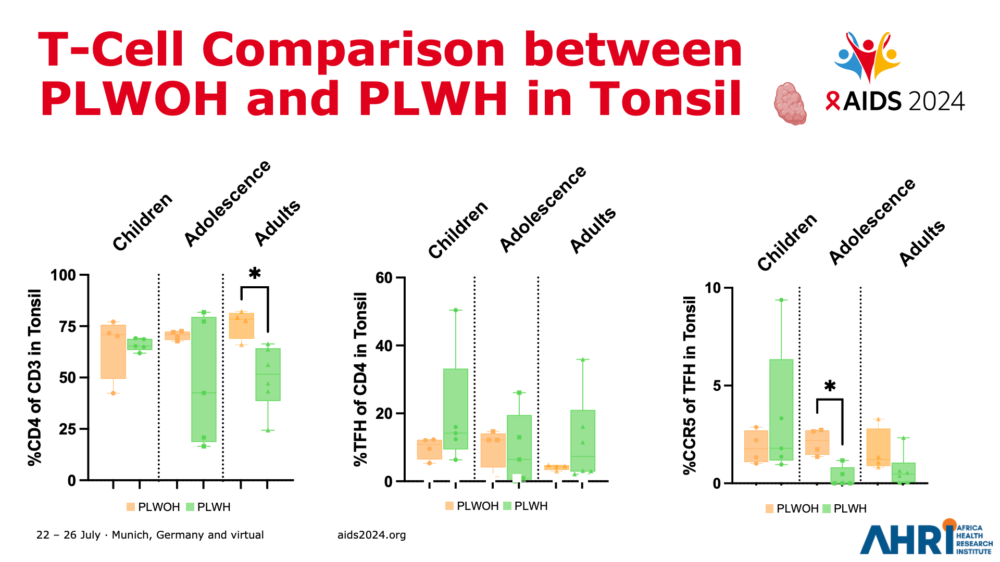 T-Cell Comparison between
PLWOH and PLWH in Tonsil
AIDS 2024
Children
Adolescence
Adults
*
%CD4 of CD3 in Tonsil
100
75
50
25
0
PLWOH PLWH
Children
Adolescence
Adults
%TFH of CD4 in Tonsil
60
40
20
0
PLWOH PLWH
Children
Adolescence
Adults
*
%CCR5 of TFH in Tonsil
10
5
0
PLWOH PLWH
22 – 26 July · Munich, Germany and virtual
aids2024.org
AHRI
AFRICA
HEALTH
RESEARCH
INSTITUTE